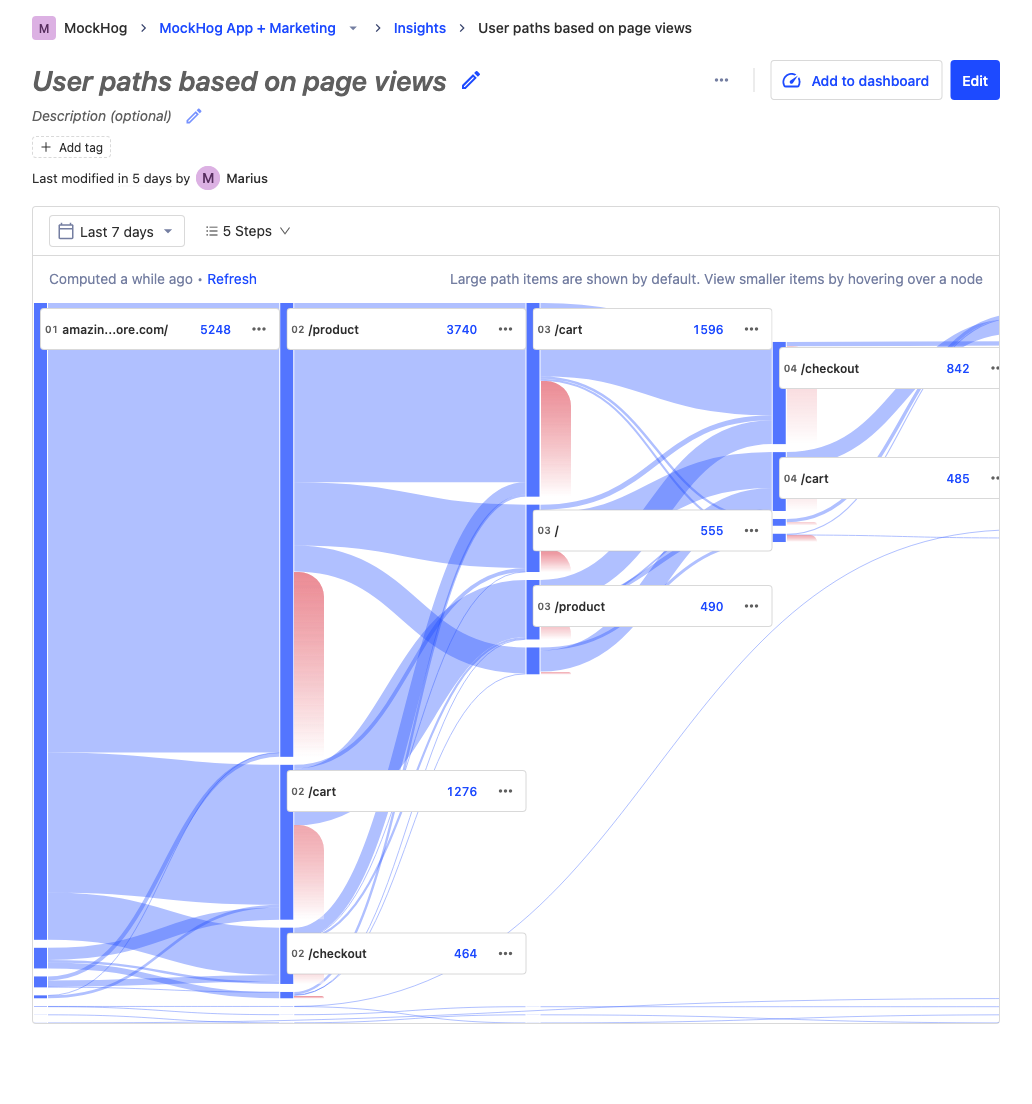 M MockHog > MockHog App + Marketing > Insights > User paths based on page views
User paths based on page views
Add to dashboard
Edit
Description (optional)
+ Add tag
Last modified in 5 days by M Marius
Last 7 days
5 Steps
Computed a while ago • Refresh
Large path items are shown by default. View smaller items by hovering over a node
01 amazin...ore.com/ 5248
02 /product 3740
03 /cart 1596
04 /checkout 842
04 /cart 485
03 / 555
03 /product 490
02 /cart 1276
02 /checkout 464